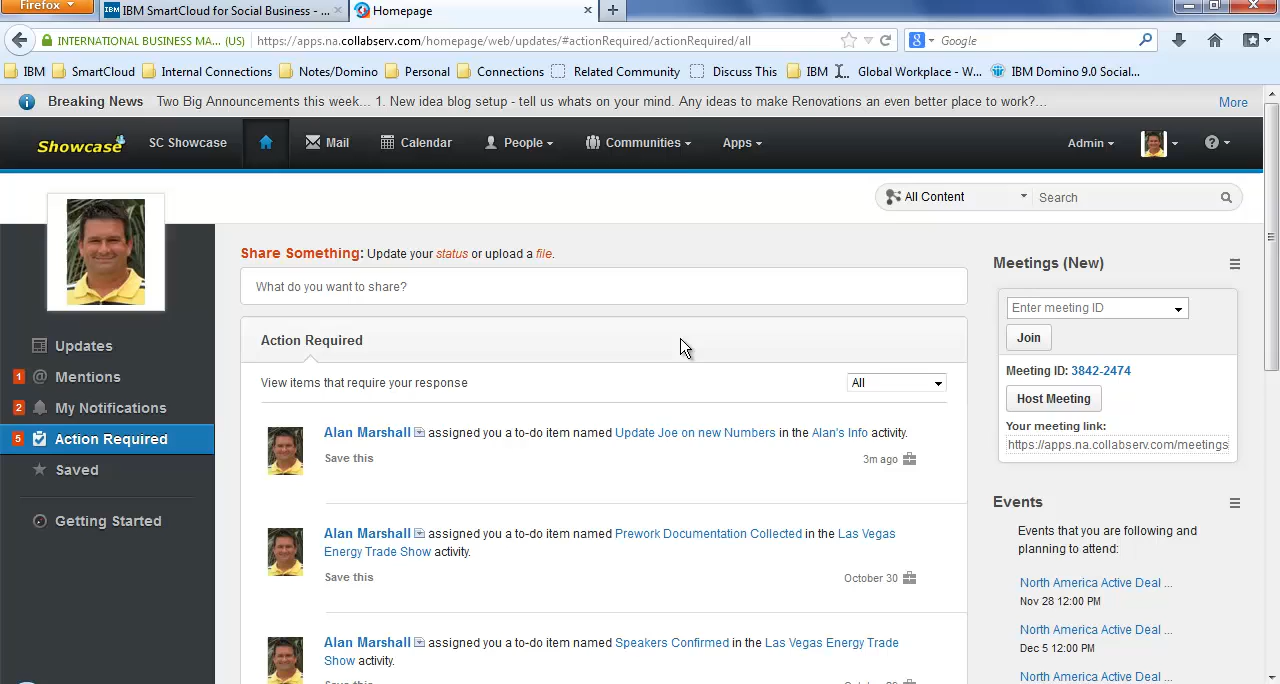 Firefox
IBM SmartCloud for Social Business - ...
Homepage
INTERNATIONAL BUSINESS MA... (US)
https://apps.na.collabserv.com/homepage/web/updates/#actionRequired/actionRequired/all
Google
IBM
SmartCloud
Internal Connections
Notes/Domino
Personal
Connections
Related Community
Discuss This
IBM
Global Workplace - W...
IBM Domino 9.0 Social...
Breaking News Two Big Announcements this week... 1. New idea blog setup - tell us whats on your mind. Any ideas to make Renovations an even better place to work?...
More
Showcase
SC Showcase
Mail
Calendar
People
Communities
Apps
Admin
?
All Content
Search
Updates
1 @ Mentions
2 My Notifications
5 Action Required
Saved
Getting Started
Share Something: Update your status or upload a file.
What do you want to share?
Action Required
View items that require your response
All
Alan Marshall assigned you a to-do item named Update Joe on new Numbers in the Alan's Info activity.
Save this
3m ago
Alan Marshall assigned you a to-do item named Prework Documentation Collected in the Las Vegas
Energy Trade Show activity.
Save this
October 30
Alan Marshall assigned you a to-do item named Speakers Confirmed in the Las Vegas Energy Trade
Show activity.
Meetings (New)
Enter meeting ID
Join
Meeting ID: 3842-2474
Host Meeting
Your meeting link:
https://apps.na.collabserv.com/meetings
Events
Events that you are following and
planning to attend:
North America Active Deal ...
Nov 28 12:00 PM
North America Active Deal ...
Dec 5 12:00 PM
North America Active Deal ...